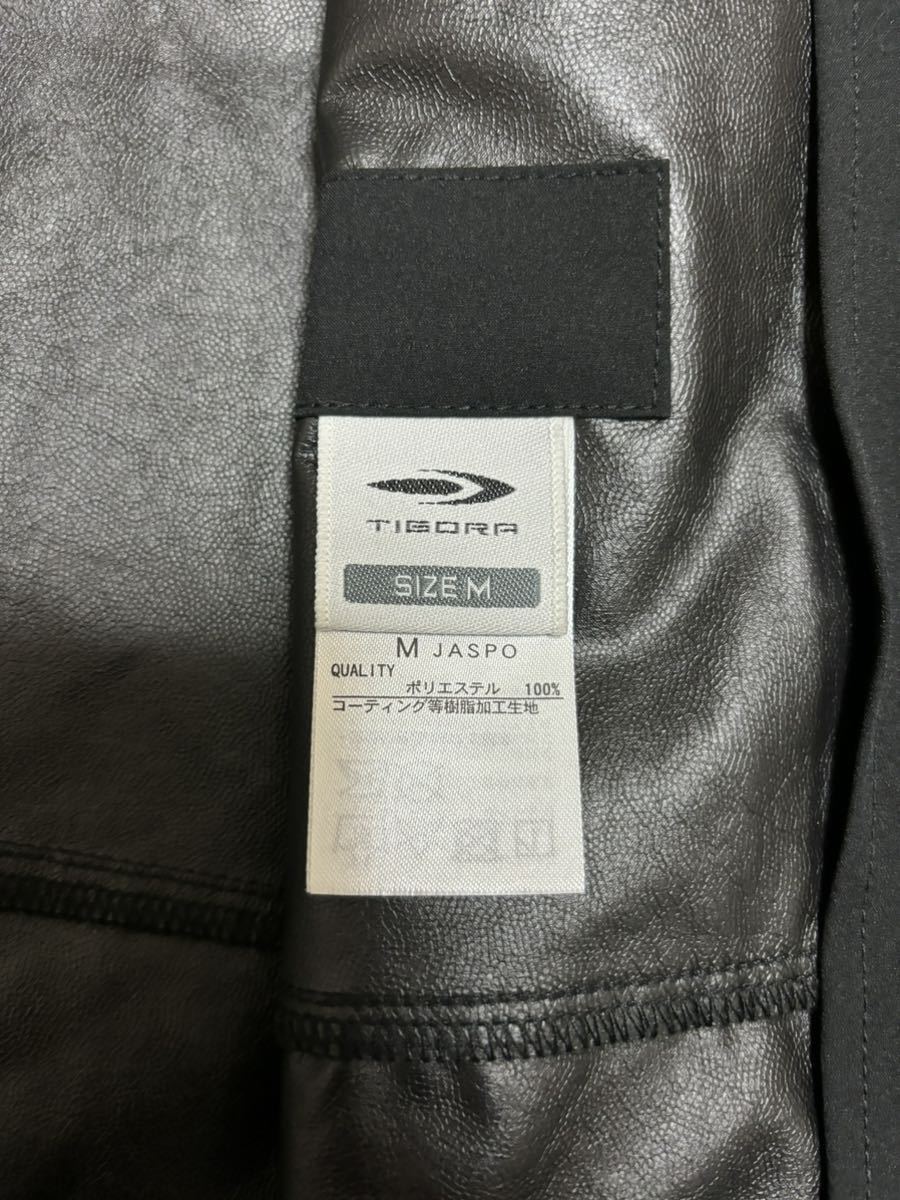 TIGORA
SIZE M
M JASPO
QUALITY
ポリエステル 100%
コーティング等樹脂加工生地